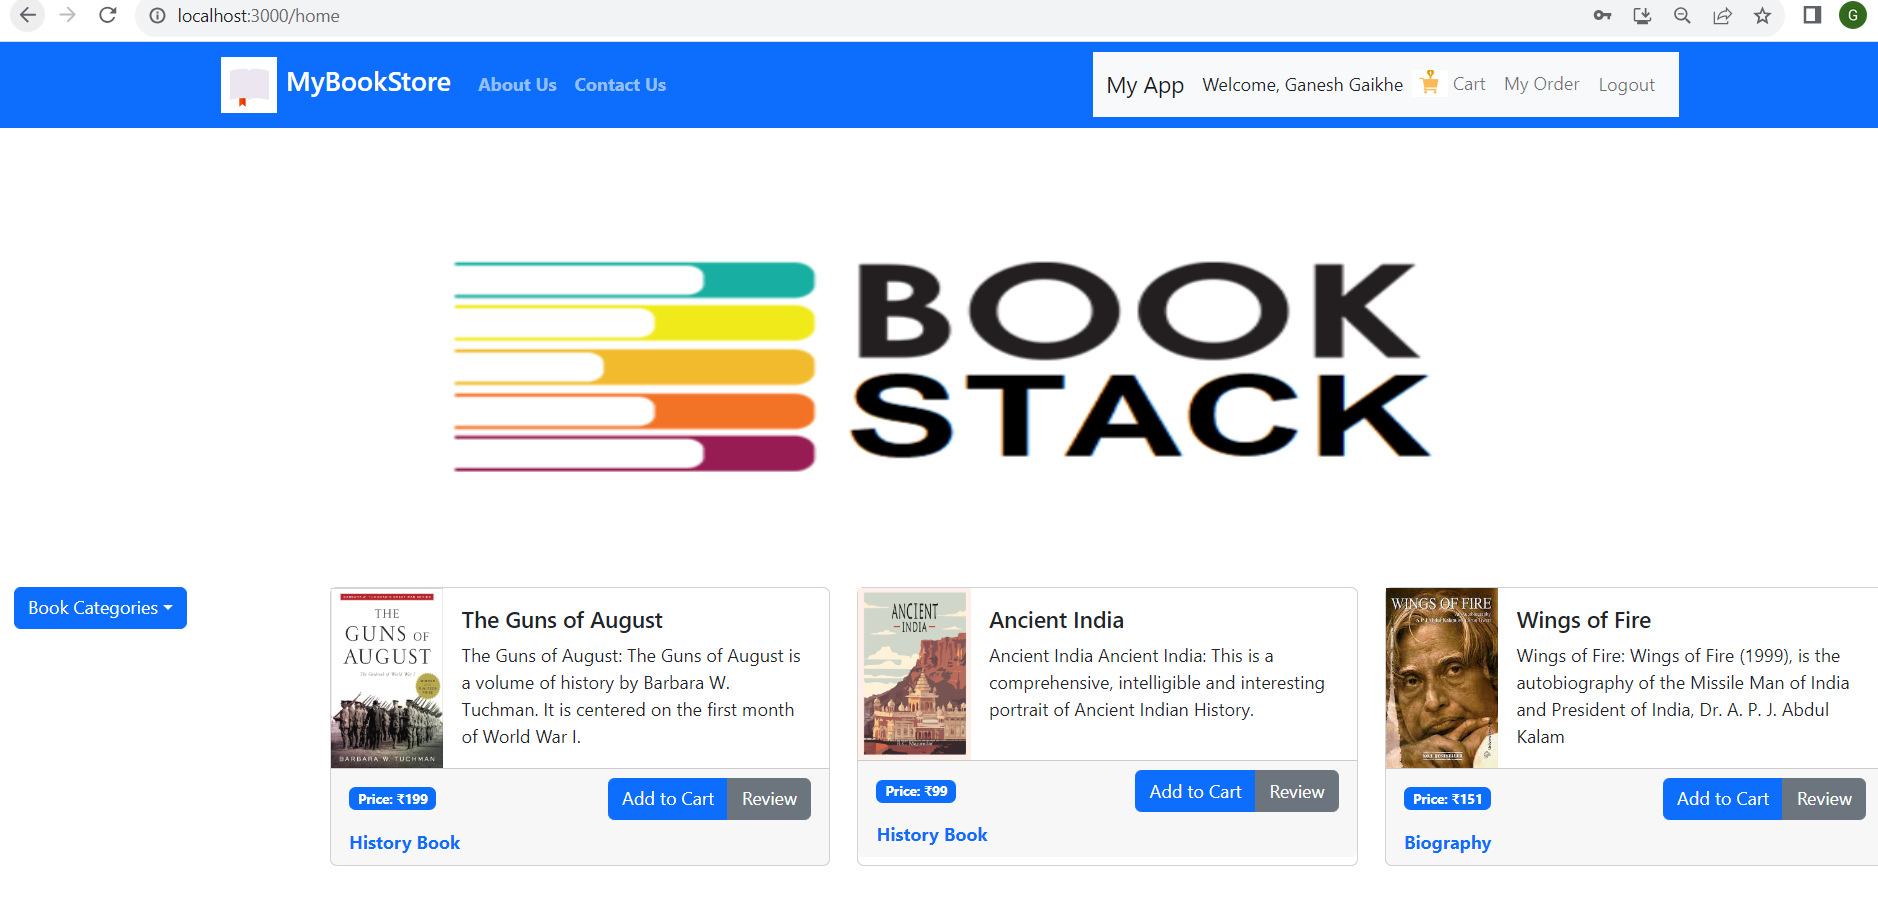 localhost:3000/home
G
MyBookStore About Us Contact Us
My App Welcome, Ganesh Gaikhe Cart My Order Logout
BOOK
STACK
Book Categories
THE
GUNS OF
AUGUST
BARBARA W. TUCHMAN
The Guns of August
The Guns of August: The Guns of August is
a volume of history by Barbara W.
Tuchman. It is centered on the first month
of World War I.
Price: ₹199
Add to Cart Review
History Book
ANCIENT
INDIA
Ancient India
Ancient India Ancient India: This is a
comprehensive, intelligible and interesting
portrait of Ancient Indian History.
Price: ₹99
Add to Cart Review
History Book
WINGS OF FIRE
Wings of Fire
Wings of Fire: Wings of Fire (1999), is the
autobiography of the Missile Man of India
and President of India, Dr. A. P. J. Abdul
Kalam
Price: ₹151
Add to Cart Review
Biography